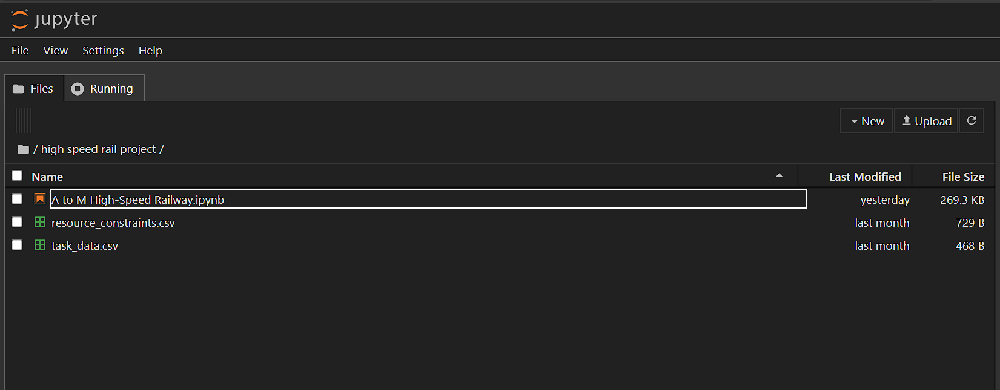 jupyter
File View Settings Help
Files Running
New Upload
/ high speed rail project /
Name Last Modified File Size
A to M High-Speed Railway.ipynb yesterday 269.3 KB
resource_constraints.csv last month 729 B
task_data.csv last month 468 B